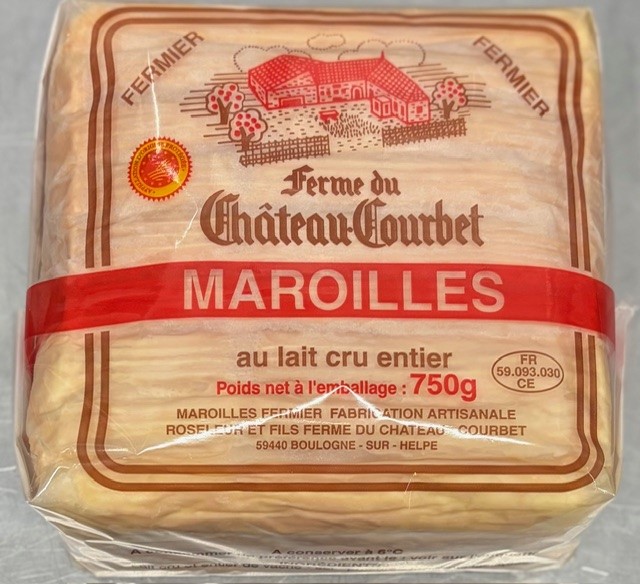 FERMIER
FERMIER
Ferme du
Château-Courbet
MAROILLES
au lait cru entier
Poids net à l'emballage : 750g
FR
59.093.030
CE
MAROILLES FERMIER FABRICATION ARTISANALE
ROSELEUR ET FILS FERME DU CHATEAU COURBET
59440 BOULOGNE - SUR - HELPE
A conserver à 6°C